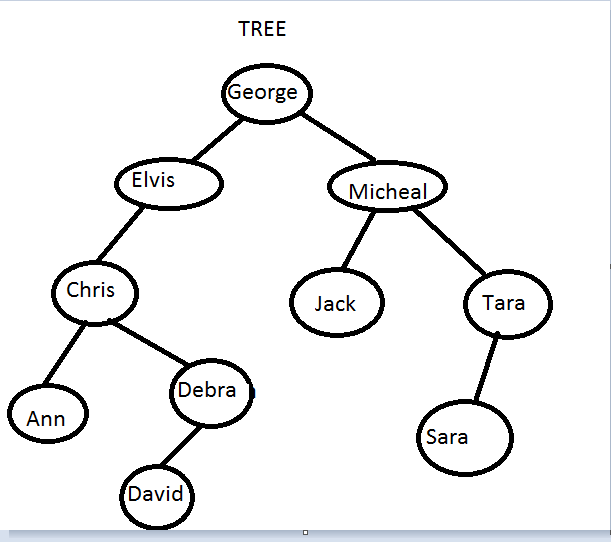 TREE
George
Elvis
Micheal
Chris
Jack
Tara
Ann
Debra
Sara
David